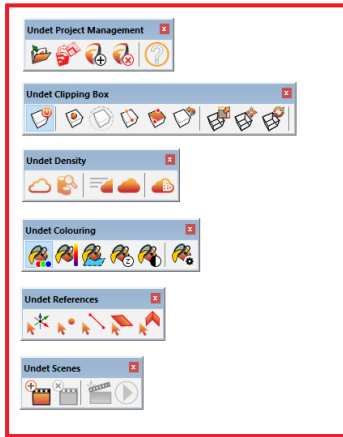 Undet Project Management
Undet Clipping Box
Undet Density
Undet Colouring
Undet References
Undet Scenes